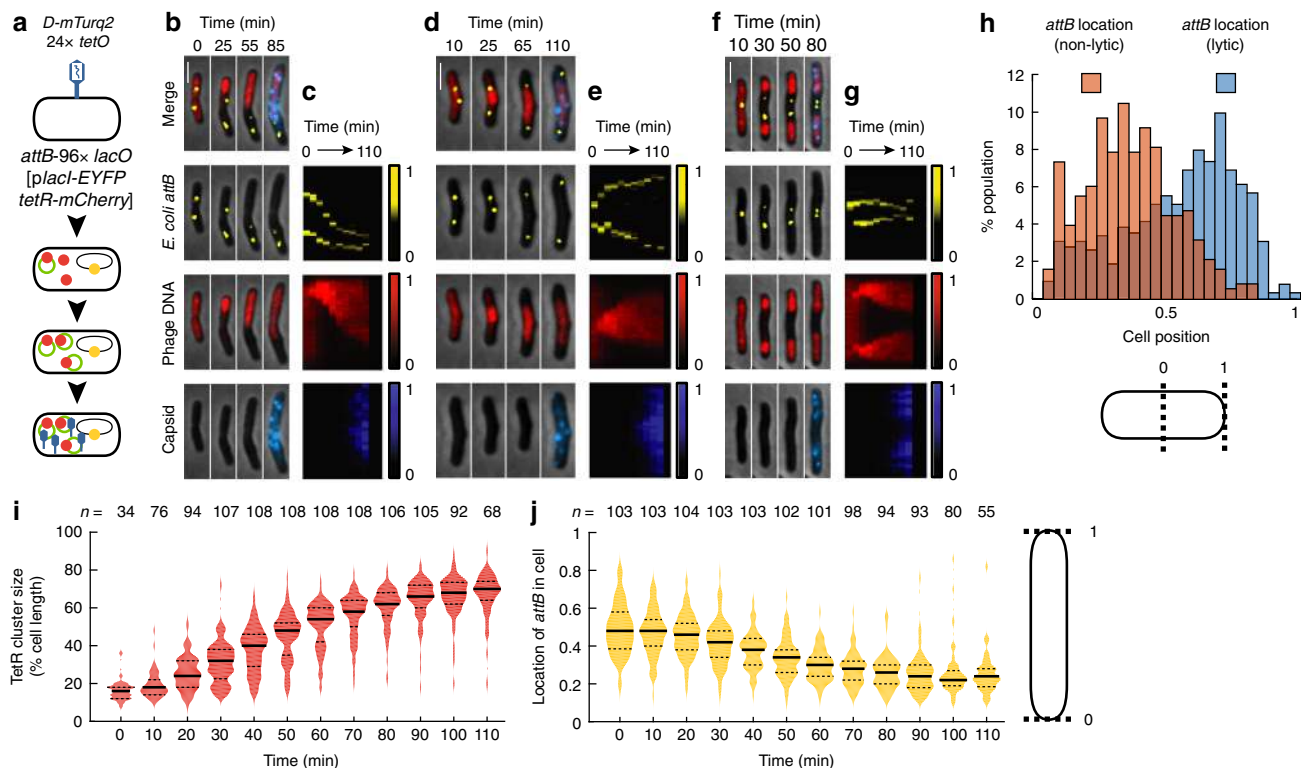 a
D-mTurq2
24× tetO
attB-96× lacO
[placI-EYFP
tetR-mCherry]
b
Time (min)
0 25 55 85
Merge
E. coli attB
Phage DNA
Capsid
c
Time (min)
0 110
1
0
1
0
1
0
d
Time (min)
10 25 65 110
e
Time (min)
0 110
1
0
1
0
1
0
f
Time (min)
10 30 50 80
g
Time (min)
0 110
1
0
1
0
1
0
h
attB location
(non-lytic)
attB location
(lytic)
% population
12
10
8
6
4
2
0
0 0.5 1
Cell position
0 1
i
n = 34 76 94 107 108 108 108 108 106 105 92 68
TetR cluster size
(% cell length)
100
80
60
40
20
0
0 10 20 30 40 50 60 70 80 90 100 110
Time (min)
j
n = 103 103 104 103 103 102 101 98 94 93 80 55
Location of attB in cell
1
0.8
0.6
0.4
0.2
0
0 10 20 30 40 50 60 70 80 90 100 110
Time (min)
1
0